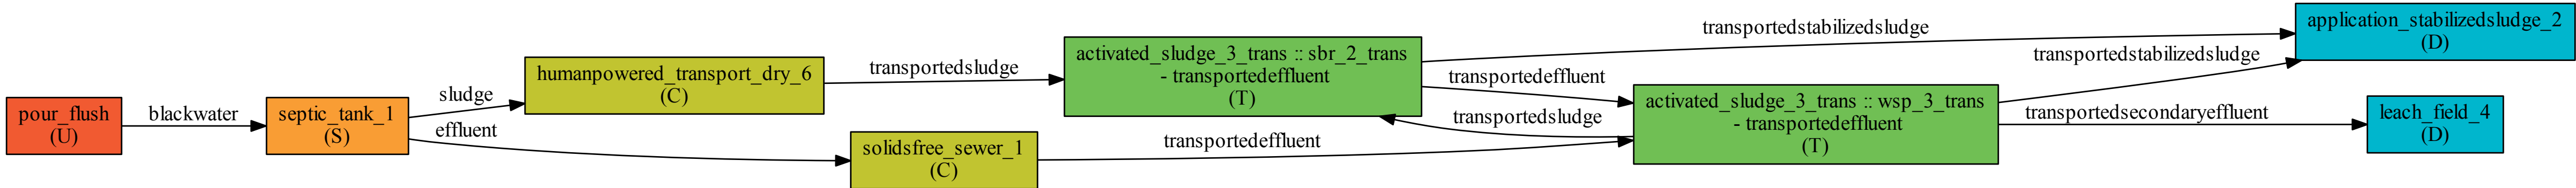 pour_flush
(U)
blackwater
septic_tank_1
(S)
sludge
effluent
humanpowered_transport_dry_6
(C)
solidsfree_sewer_1
(C)
transportedsludge
transportedeffluent
activated_sludge_3_trans :: sbr_2_trans
- transportedeffluent
(T)
transportedstabilizedsludge
transportedeffluent
transportedsludge
activated_sludge_3_trans :: wsp_3_trans
- transportedeffluent
(T)
transportedstabilizedsludge
transportedsecondaryeffluent
application_stabilizedsludge_2
(D)
leach_field_4
(D)